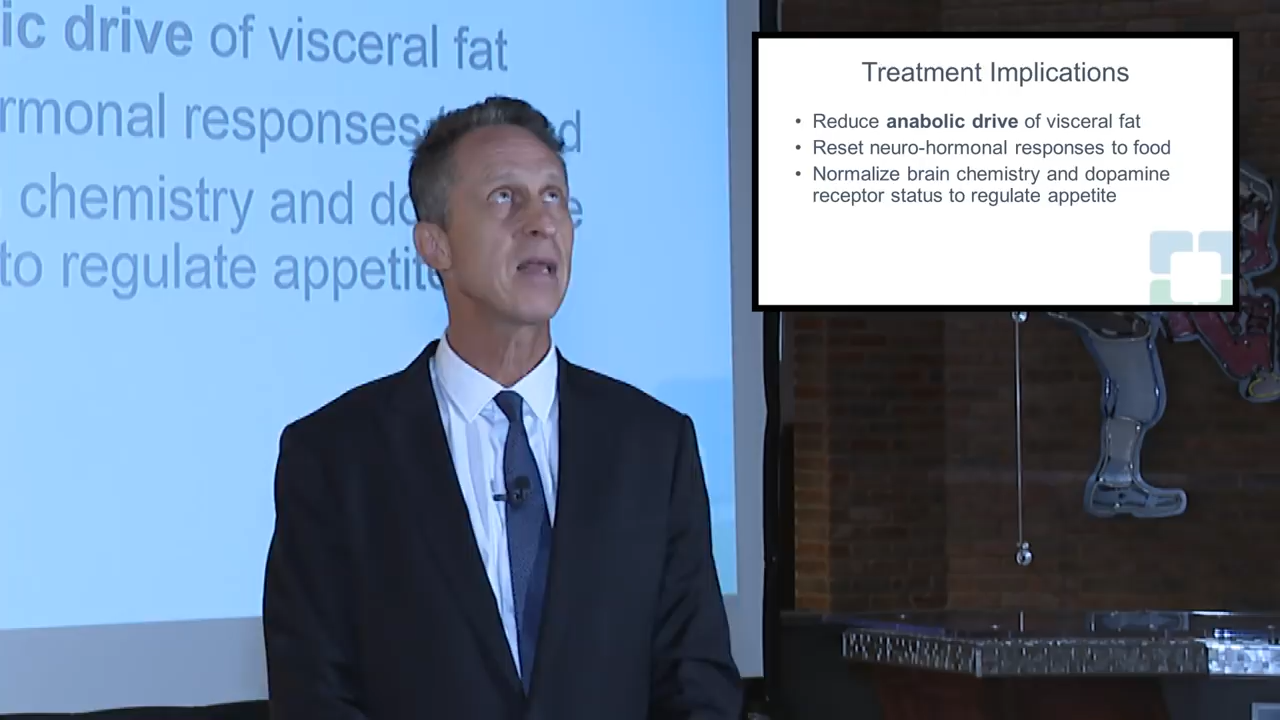 ic drive of visceral fat
rmonal responses
chemistry and
to regulate appetite
Treatment Implications
• Reduce anabolic drive of visceral fat
• Reset neuro-hormonal responses to food
• Normalize brain chemistry and dopamine
receptor status to regulate appetite